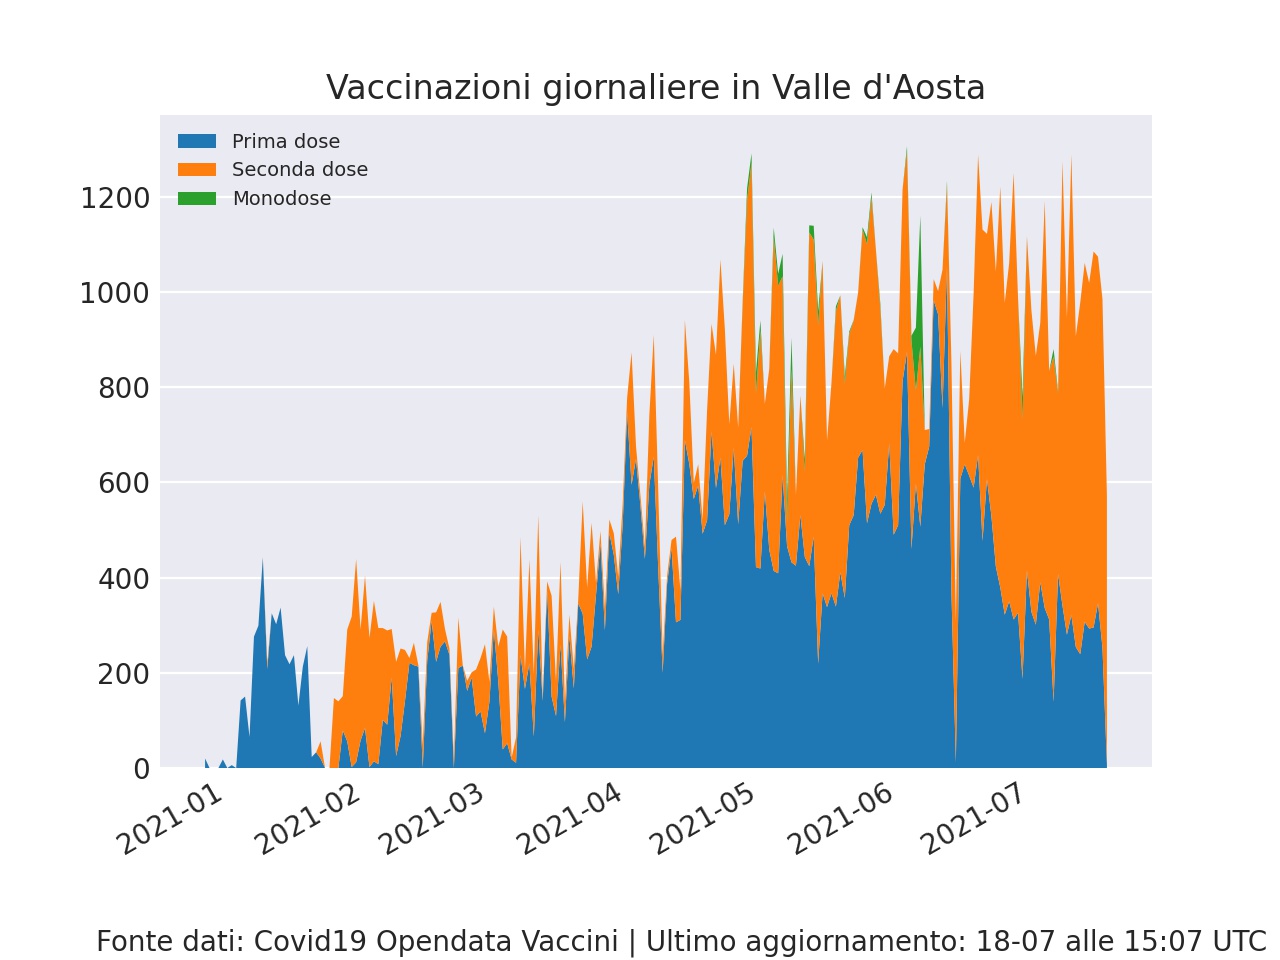 Vaccinazioni giornaliere in Valle d'Aosta
Prima dose
Seconda dose
Monodose
1200
1000
800
600
400
200
0
2021-01
2021-02
2021-03
2021-04
2021-05
2021-06
2021-07
Fonte dati: Covid19 Opendata Vaccini | Ultimo aggiornamento: 18-07 alle 15:07 UTC